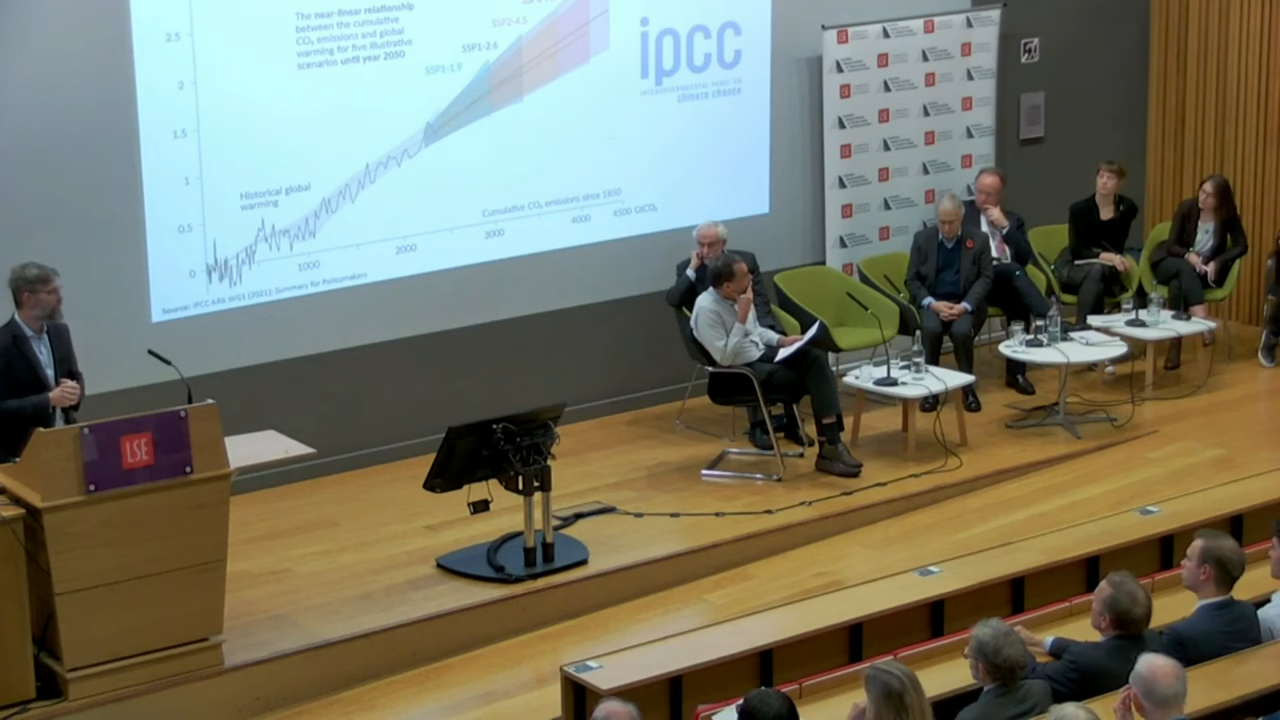 2.5
2
1.5
1
0.5
0
The near-linear relationship
between the cumulative
CO₂ emissions and global
warming for five illustrative
scenarios until year 2050
SSP2-4.5
SSP1-2.6
SSP1-1.9
ipcc
INTERGOVERNMENTAL PANEL ON
climate change
Historical global
warming
Cumulative CO₂ emissions since 1850
1000
2000
3000
4000
4500 GtCO₂
Source: IPCC AR6 WG1 (2021): Summary for Policymakers
LSE